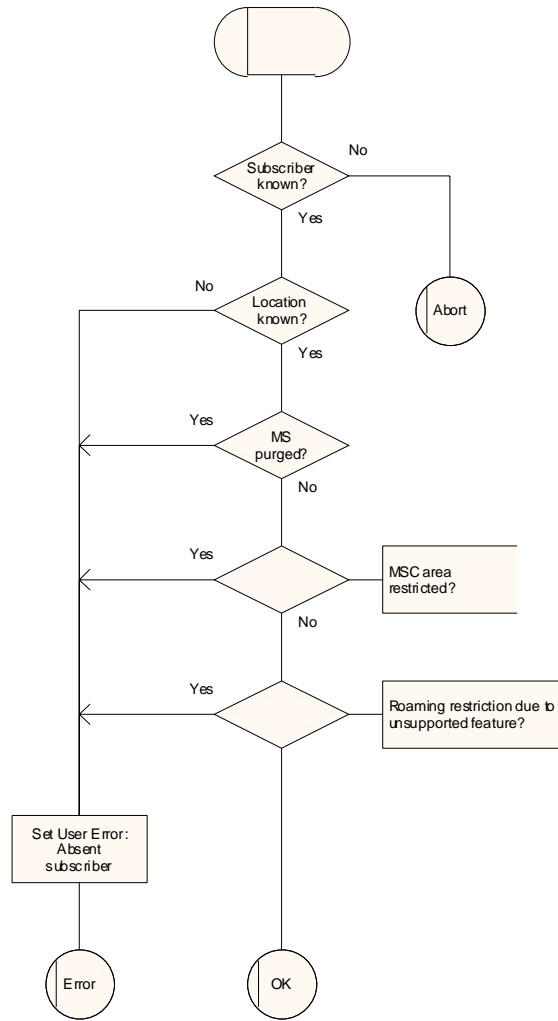 No
Subscriber
known?
Yes
No
Location
known?
Abort
Yes
Yes
MS
purged?
No
Yes
MSC area
restricted?
No
Yes
Roaming restriction due to
unsupported feature?
Set User Error:
Absent
subscriber
Error
OK